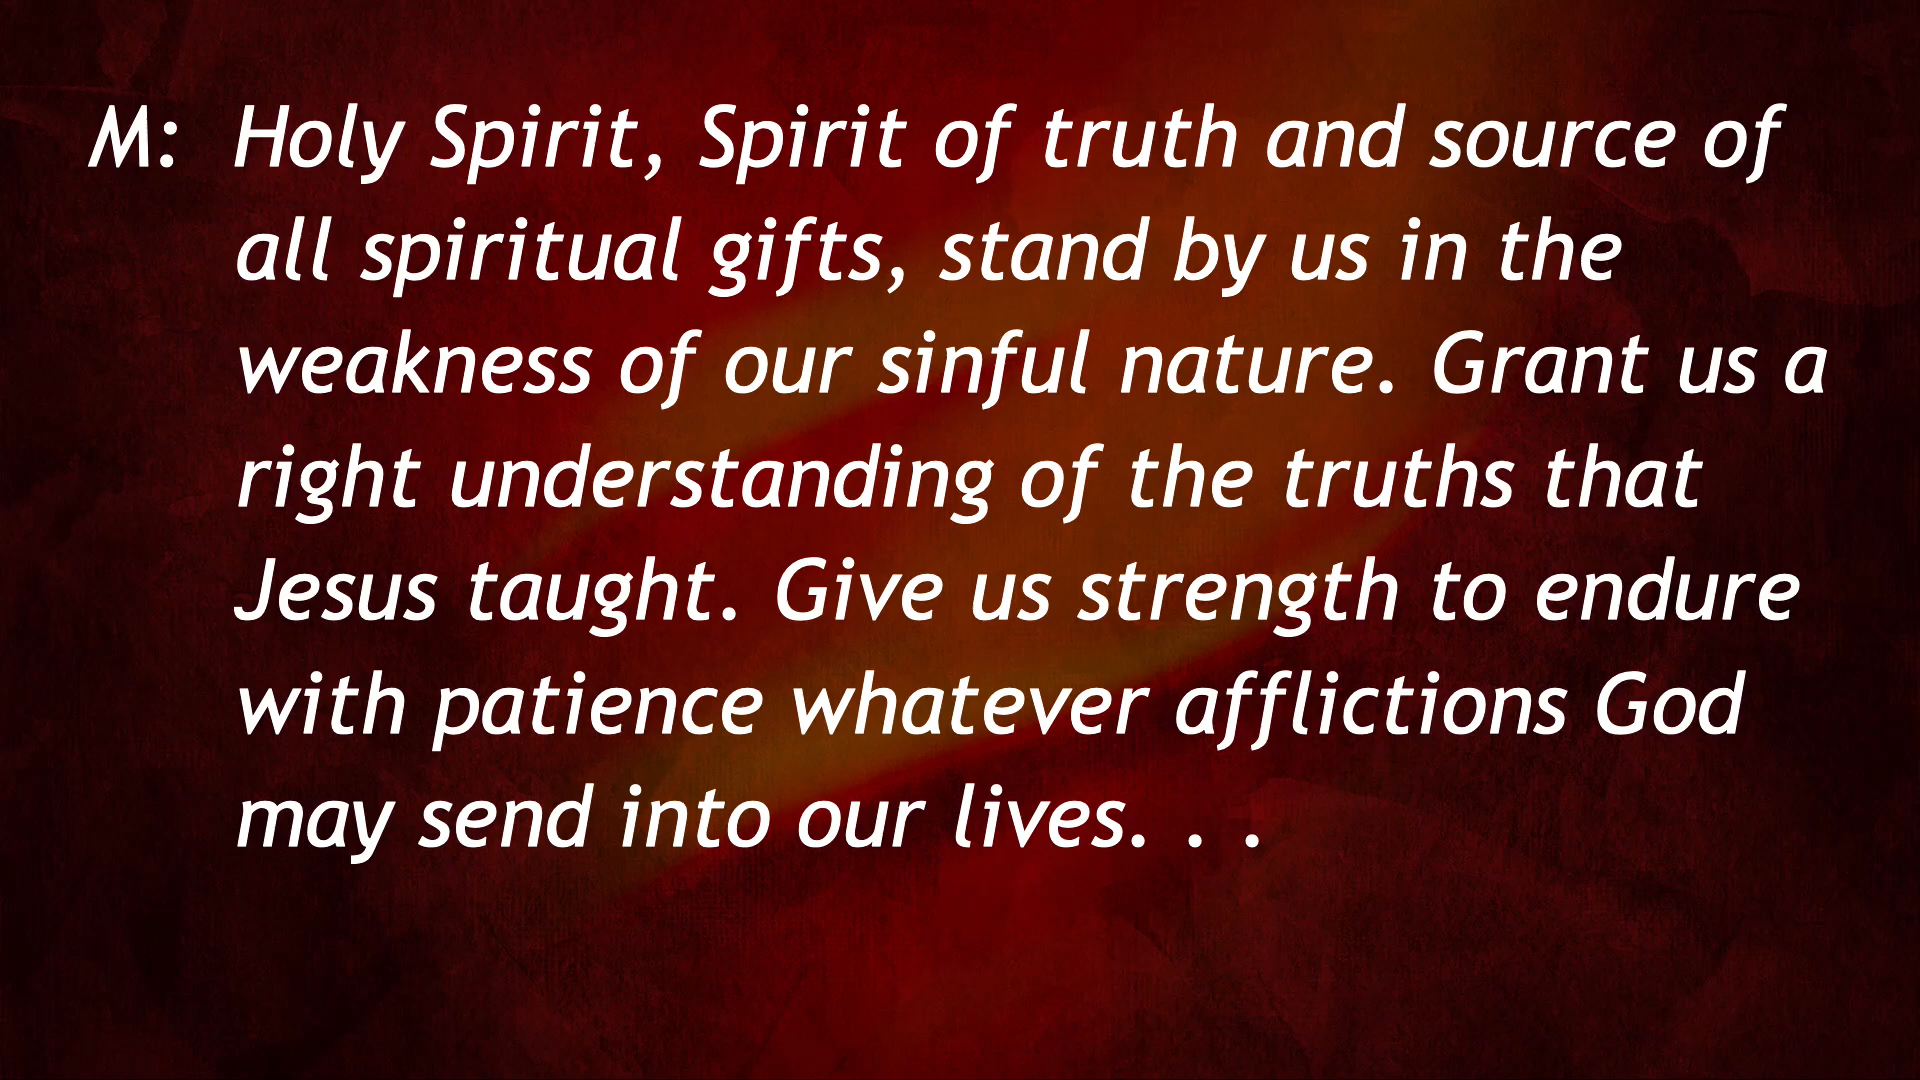 M: Holy Spirit, Spirit of truth and source of
all spiritual gifts, stand by us in the
weakness of our sinful nature. Grant us a
right understanding of the truths that
Jesus taught. Give us strength to endure
with patience whatever afflictions God
may send into our lives. . .